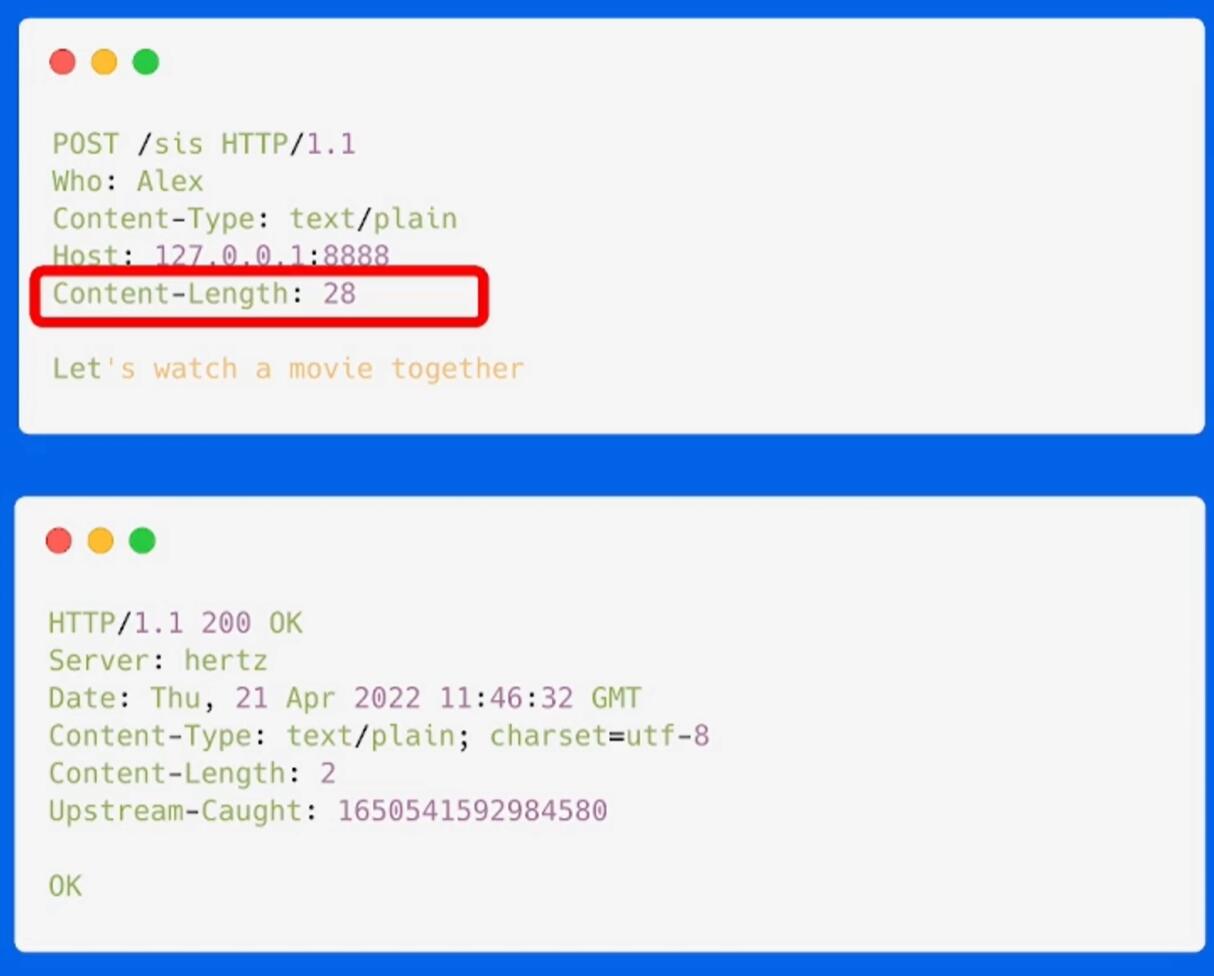 POST /sis HTTP/1.1
Who: Alex
Content-Type: text/plain
Host: 127.0.0.1:8888
Content-Length: 28
Let's watch a movie together
HTTP/1.1 200 OK
Server: hertz
Date: Thu, 21 Apr 2022 11:46:32 GMT
Content-Type: text/plain; charset=utf-8
Content-Length: 2
Upstream-Caught: 1650541592984580
OK